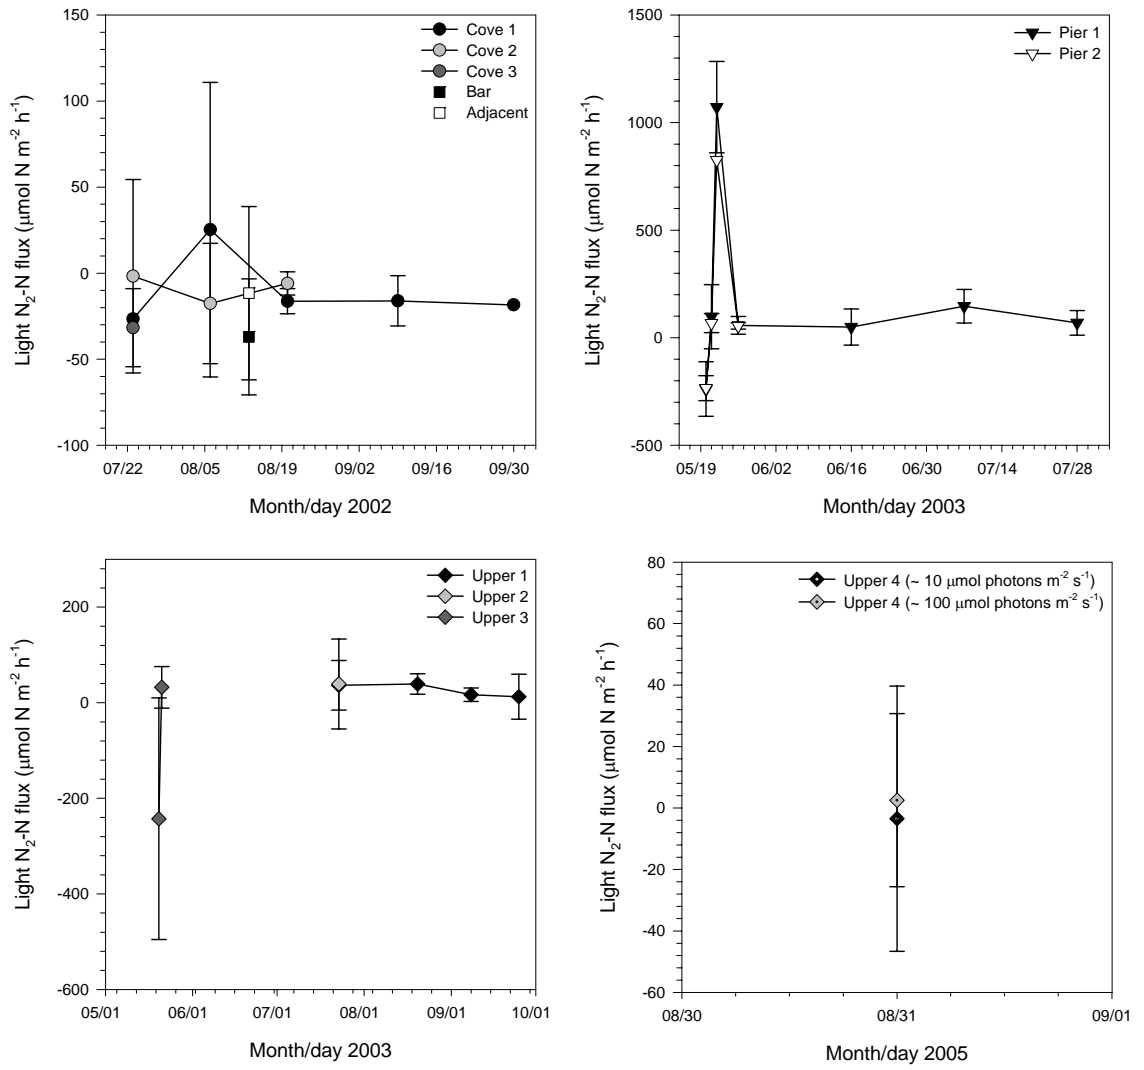 Light N2-N flux (μmol N m-2 h-1)
150
100
50
0
-50
-100
Cove 1
Cove 2
Cove 3
Bar
Adjacent
07/22 08/05 08/19 09/02 09/16 09/30
Month/day 2002
Light N2-N flux (μmol N m-2 h-1)
1500
1000
500
0
-500
Pier 1
Pier 2
05/19 06/02 06/16 06/30 07/14 07/28
Month/day 2003
Light N2-N flux (μmol N m-2 h-1)
200
0
-200
-400
-600
Upper 1
Upper 2
Upper 3
05/01 06/01 07/01 08/01 09/01 10/01
Month/day 2003
Light N2-N flux (μmol N m-2 h-1)
80
60
40
20
0
-20
-40
-60
Upper 4 (~ 10 μmol photons m-2 s-1)
Upper 4 (~ 100 μmol photons m-2 s-1)
08/30 08/31 09/01
Month/day 2005